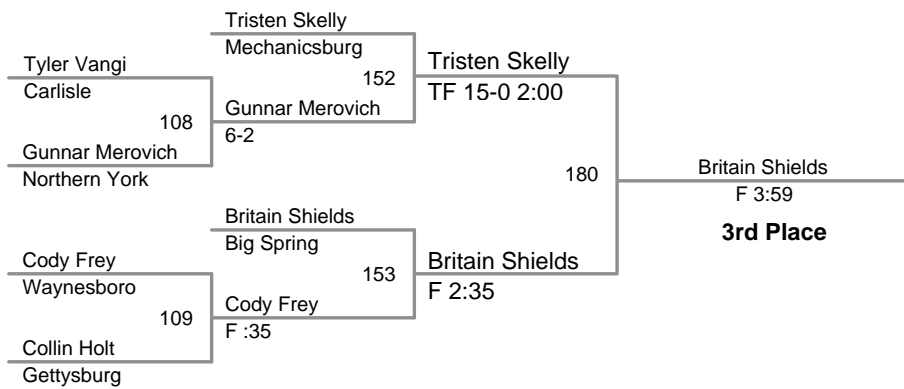 Tristen Skelly
Mechanicsburg
Tyler Vangi
Carlisle
152
Tristen Skelly
TF 15-0 2:00
108
Gunnar Merovich
6-2
Gunnar Merovich
Northern York
180
Britain Shields
F 3:59
3rd Place
Britain Shields
Big Spring
Cody Frey
Waynesboro
153
Britain Shields
F 2:35
109
Cody Frey
F :35
Collin Holt
Gettysburg